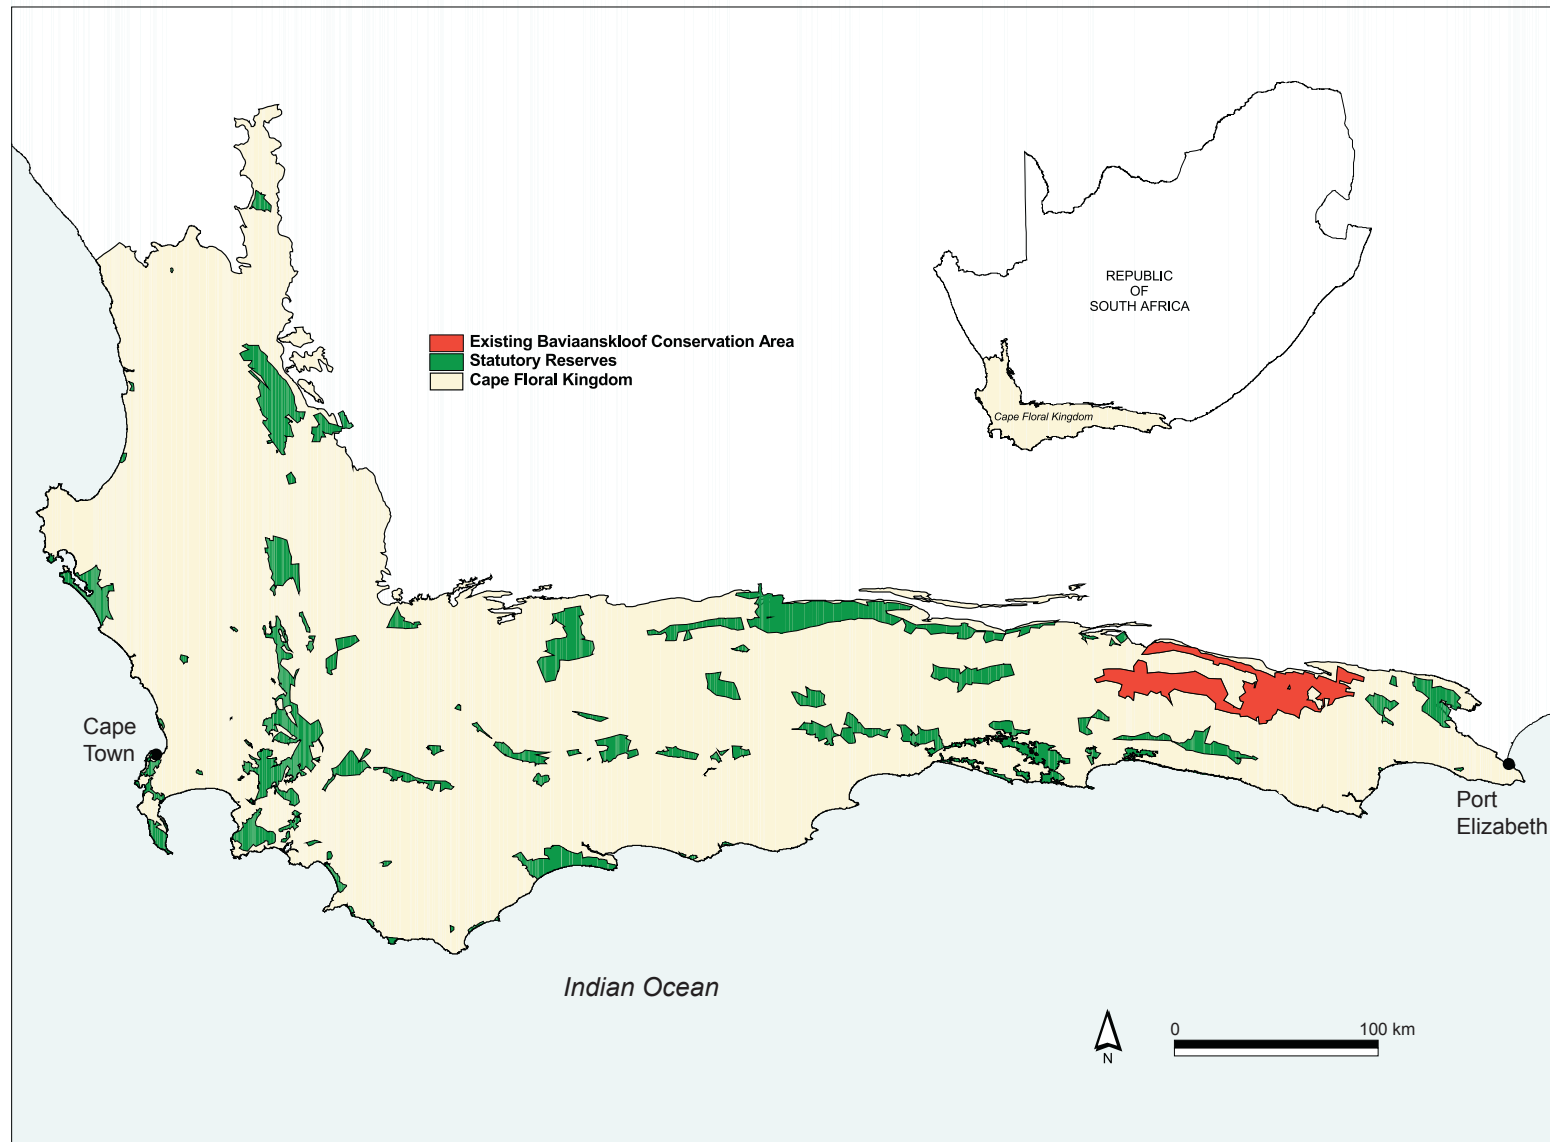 REPUBLIC
OF
SOUTH AFRICA
Existing Baviaanskloof Conservation Area
Statutory Reserves
Cape Floral Kingdom
Cape Floral Kingdom
Cape
Town
Port
Elizabeth
Indian Ocean
0 100 km
N